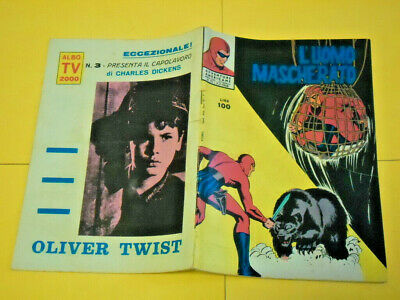 ALBO
TV
2000
ECCEZIONALE!
N. 3 - PRESENTA IL CAPOLAVORO
di CHARLES DICKENS
OLIVER TWIST
L'UOMO
MASCHERATO
LIRE
100